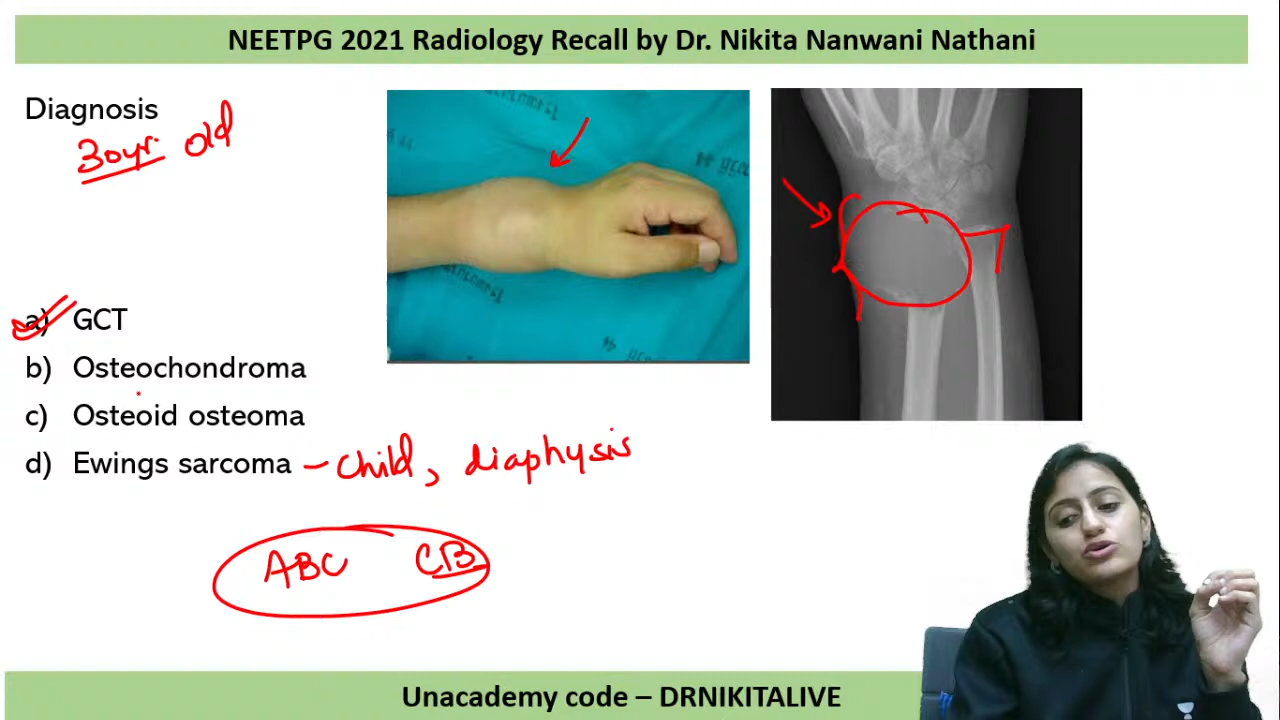 NEETPG 2021 Radiology Recall by Dr. Nikita Nanwani Nathani
Diagnosis
30yr. old
a) GCT
b) Osteochondroma
c) Osteoid osteoma
d) Ewings sarcoma – child, diaphysis
ABC CB
Unacademy code – DRNIKITALIVE